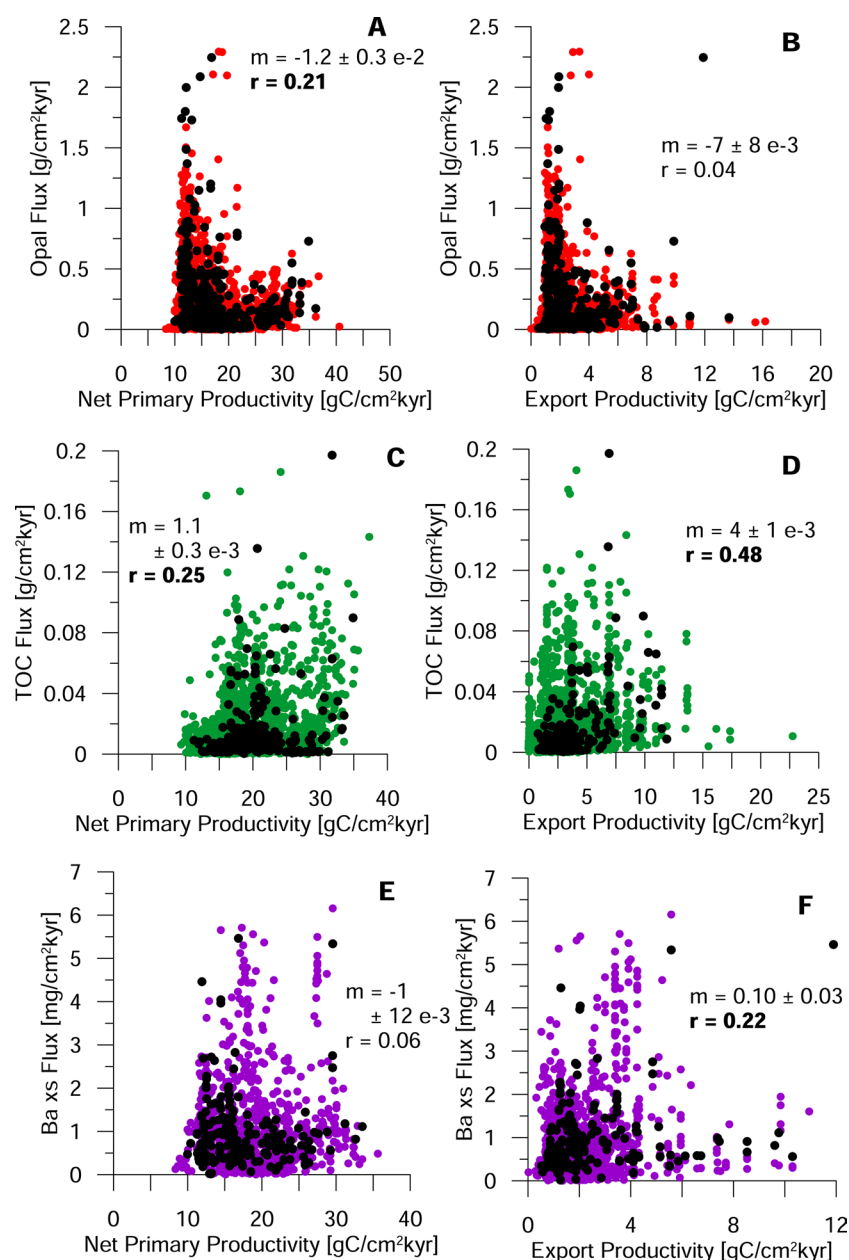 A
2.5
2
1.5
1
0.5
0
Opal Flux [g/cm²kyr]
m = -1.2 ± 0.3 e-2
r = 0.21
0 10 20 30 40 50
Net Primary Productivity [gC/cm²kyr]
B
2.5
2
1.5
1
0.5
0
Opal Flux [g/cm²kyr]
m = -7 ± 8 e-3
r = 0.04
0 4 8 12 16 20
Export Productivity [gC/cm²kyr]
C
0.2
0.16
0.12
0.08
0.04
0
TOC Flux [g/cm²kyr]
m = 1.1
± 0.3 e-3
r = 0.25
0 10 20 30 40
Net Primary Productivity [gC/cm²kyr]
D
0.2
0.16
0.12
0.08
0.04
0
TOC Flux [g/cm²kyr]
m = 4 ± 1 e-3
r = 0.48
0 5 10 15 20 25
Export Productivity [gC/cm²kyr]
E
7
6
5
4
3
2
1
0
Ba xs Flux [mg/cm²kyr]
m = -1
± 12 e-3
r = 0.06
0 10 20 30 40
Net Primary Productivity [gC/cm²kyr]
F
7
6
5
4
3
2
1
0
Ba xs Flux [mg/cm²kyr]
m = 0.10 ± 0.03
r = 0.22
0 4 8 12
Export Productivity [gC/cm²kyr]